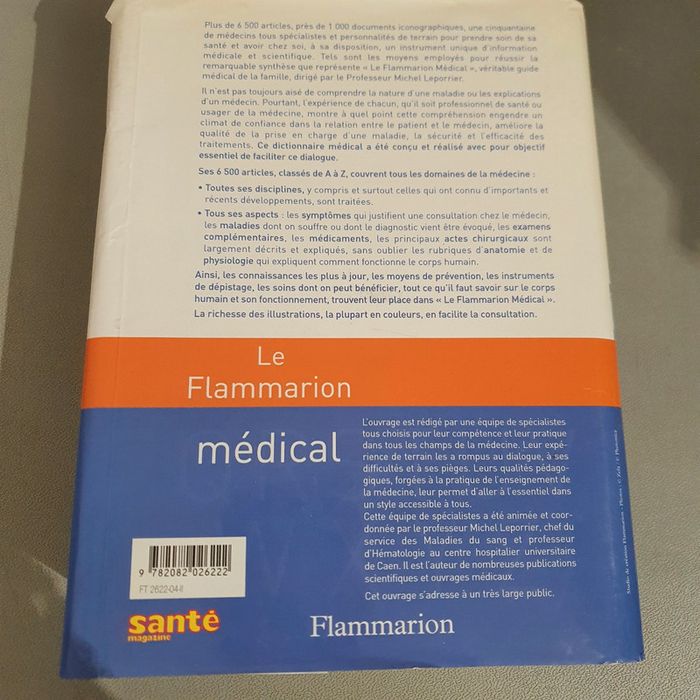 Plus de 6 500 articles, près de 1 000 documents iconographiques, une cinquantaine
de médecins tous spécialistes et personnalités de terrain pour prendre soin de sa
santé et avoir chez soi, à sa disposition, un instrument unique d'information
médicale et scientifique. Tels sont les moyens employés pour réussir la
remarquable synthèse que représente « Le Flammarion Médical », véritable guide
médical de la famille, dirigé par le Professeur Michel Leporrier.
Il n'est pas toujours aisé de comprendre la nature d'une maladie ou les explications
d'un médecin. Pourtant, l'expérience de chacun, qu'il soit professionnel de santé ou
usager de la médecine, montre à quel point cette compréhension engendre un
climat de confiance dans la relation entre le patient et le médecin, améliore la
qualité de la prise en charge d'une maladie, la sécurité et l'efficacité des
traitements. Ce dictionnaire médical a été conçu et réalisé avec pour objectif
essentiel de faciliter ce dialogue.
Ses 6 500 articles, classés de A à Z, couvrent tous les domaines de la médecine :
• Toutes ses disciplines, y compris et surtout celles qui ont connu d'importants et
récents développements, sont traitées.
• Tous ses aspects : les symptômes qui justifient une consultation chez le médecin,
les maladies dont on souffre ou dont le diagnostic vient être évoqué, les examens
complémentaires, les médicaments, les principaux actes chirurgicaux sont
largement décrits et expliqués, sans oublier les rubriques d'anatomie et de
physiologie qui expliquent comment fonctionne le corps humain.
Ainsi, les connaissances les plus à jour, les moyens de prévention, les instruments
de dépistage, les soins dont on peut bénéficier, tout ce qu'il faut savoir sur le corps
humain et son fonctionnement, trouvent leur place dans « Le Flammarion Médical ».
La richesse des illustrations, la plupart en couleurs, en facilite la consultation.
Le
Flammarion
médical
L'ouvrage est rédigé par une équipe de spécialistes
tous choisis pour leur compétence et leur pratique
dans tous les champs de la médecine. Leur expé-
rience de terrain les a rompus au dialogue, à ses
difficultés et à ses pièges. Leurs qualités pédago-
giques, forgées à la pratique de l'enseignement de
la médecine, leur permet d'aller à l'essentiel dans
un style accessible à tous.
Cette équipe de spécialistes a été animée et coor-
donnée par le professeur Michel Leporrier, chef du
service des Maladies du sang et professeur
d'Hématologie au centre hospitalier universitaire
de Caen. Il est l'auteur de nombreuses publications
scientifiques et ouvrages médicaux.
Cet ouvrage s'adresse à un très large public.
9 782082 026222
FT 2622-04-II
santé
magazine
Flammarion
Studio de création Flammarion - Photos : © Zefa / © Photonica